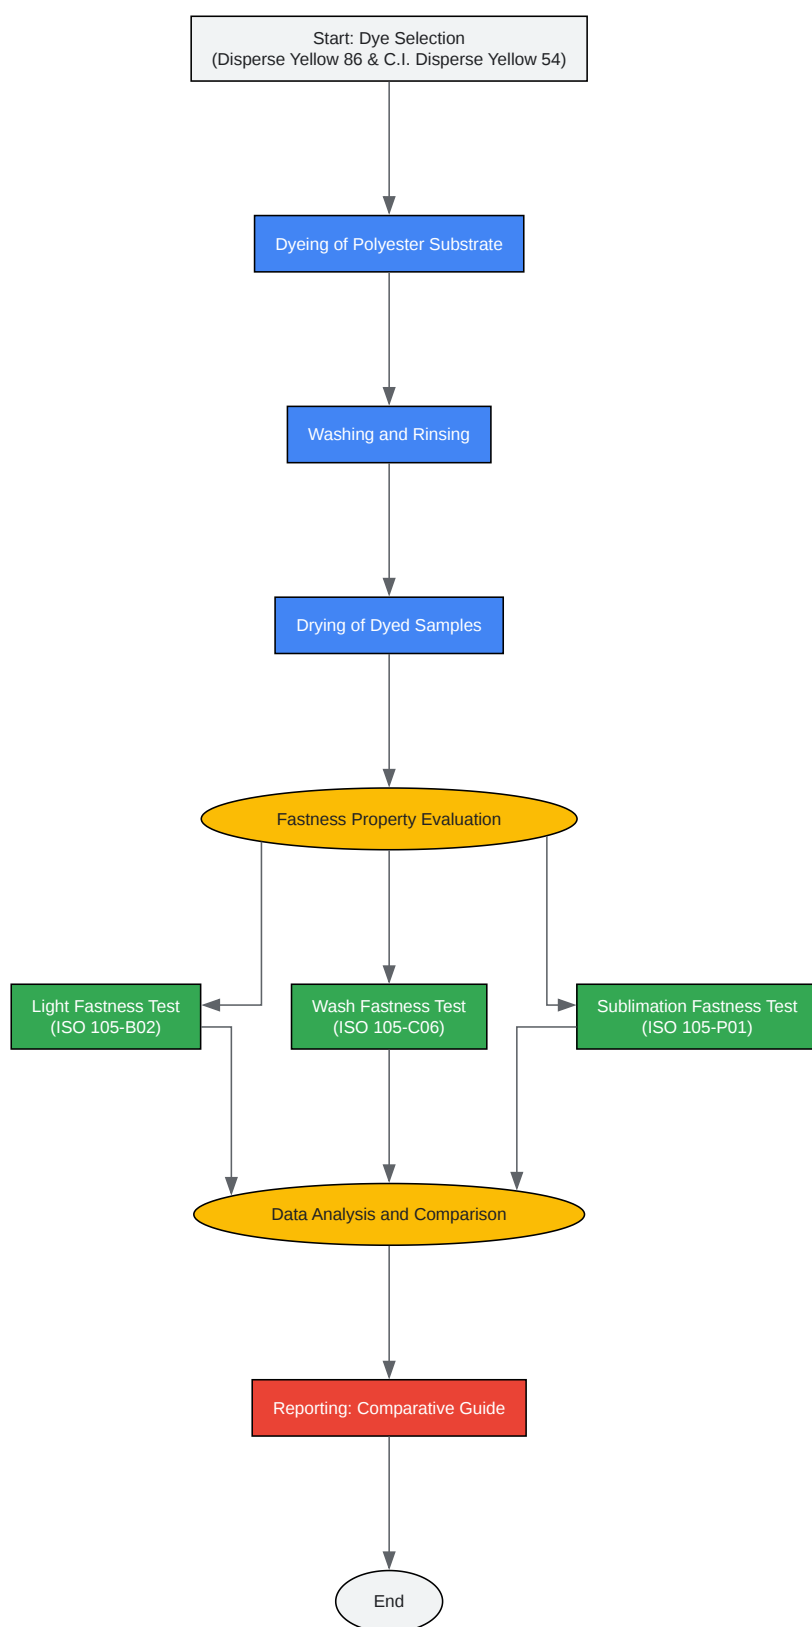 Start: Dye Selection
(Disperse Yellow 86 & C.I. Disperse Yellow 54)
Dyeing of Polyester Substrate
Washing and Rinsing
Drying of Dyed Samples
Fastness Property Evaluation
Light Fastness Test
(ISO 105-B02)
Wash Fastness Test
(ISO 105-C06)
Sublimation Fastness Test
(ISO 105-P01)
Data Analysis and Comparison
Reporting: Comparative Guide
End